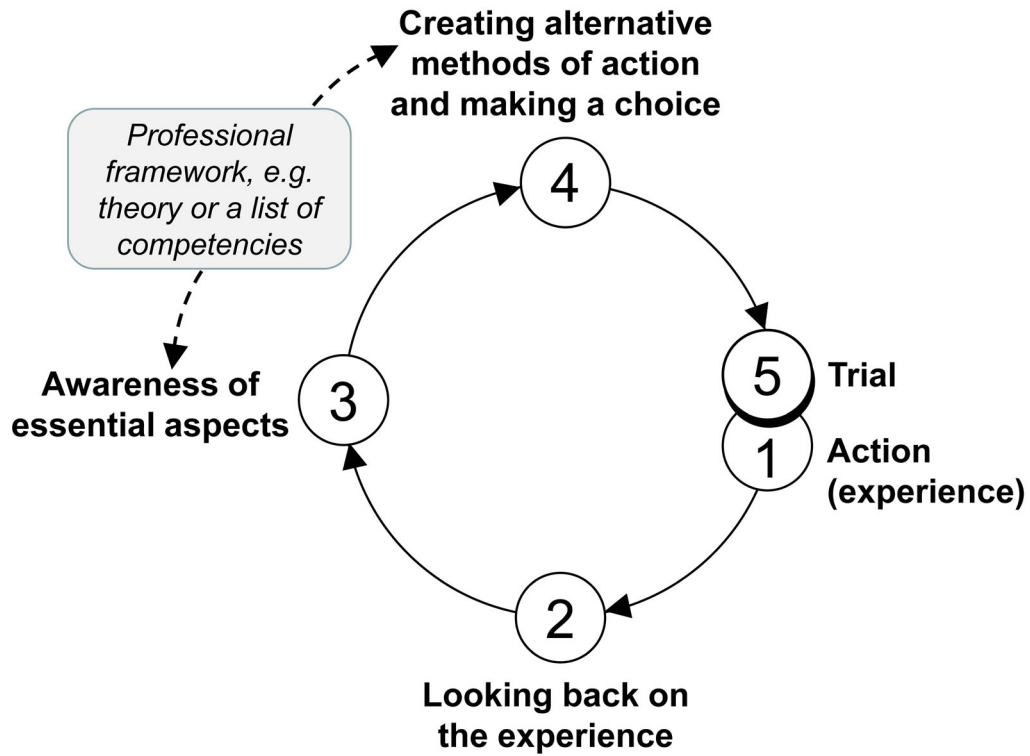 Creating alternative
methods of action
and making a choice
Professional
framework, e.g.
theory or a list of
competencies
4
5
Trial
Awareness of
essential aspects
3
1
Action
(experience)
2
Looking back on
the experience